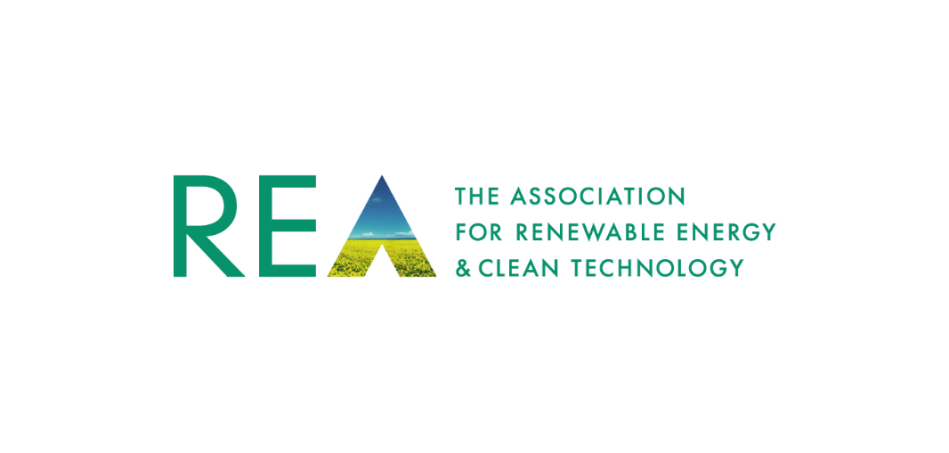 REA
THE ASSOCIATION
FOR RENEWABLE ENERGY
& CLEAN TECHNOLOGY